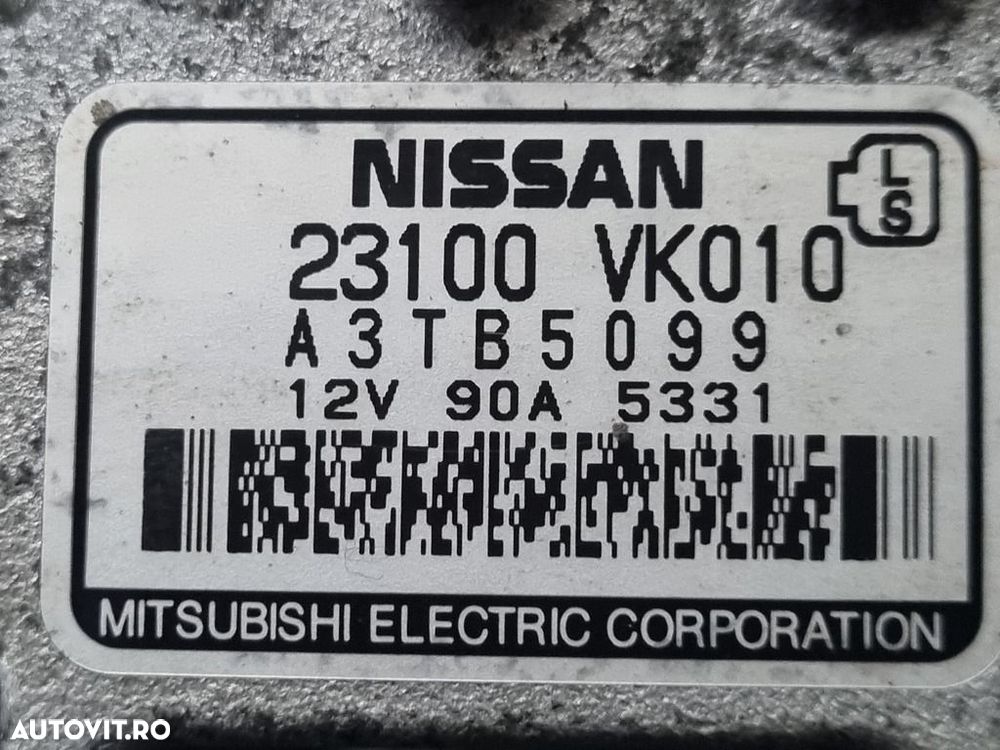 NISSAN
L
S
23100 VK010
A3TB5099
12V 90A 5331
MITSUBISHI ELECTRIC CORPORATION
AUTOVIT.RO